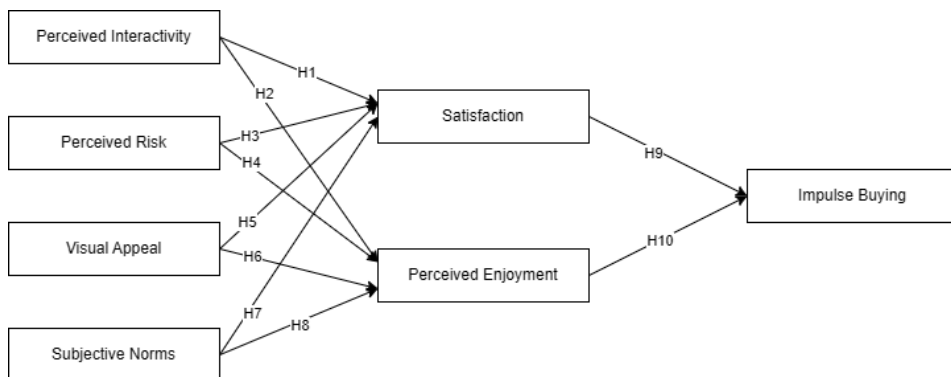 Perceived Interactivity
H1
H2
Satisfaction
Perceived Risk
H3
H4
H9
Impulse Buying
Visual Appeal
H5
H6
Perceived Enjoyment
H10
H7
H8
Subjective Norms